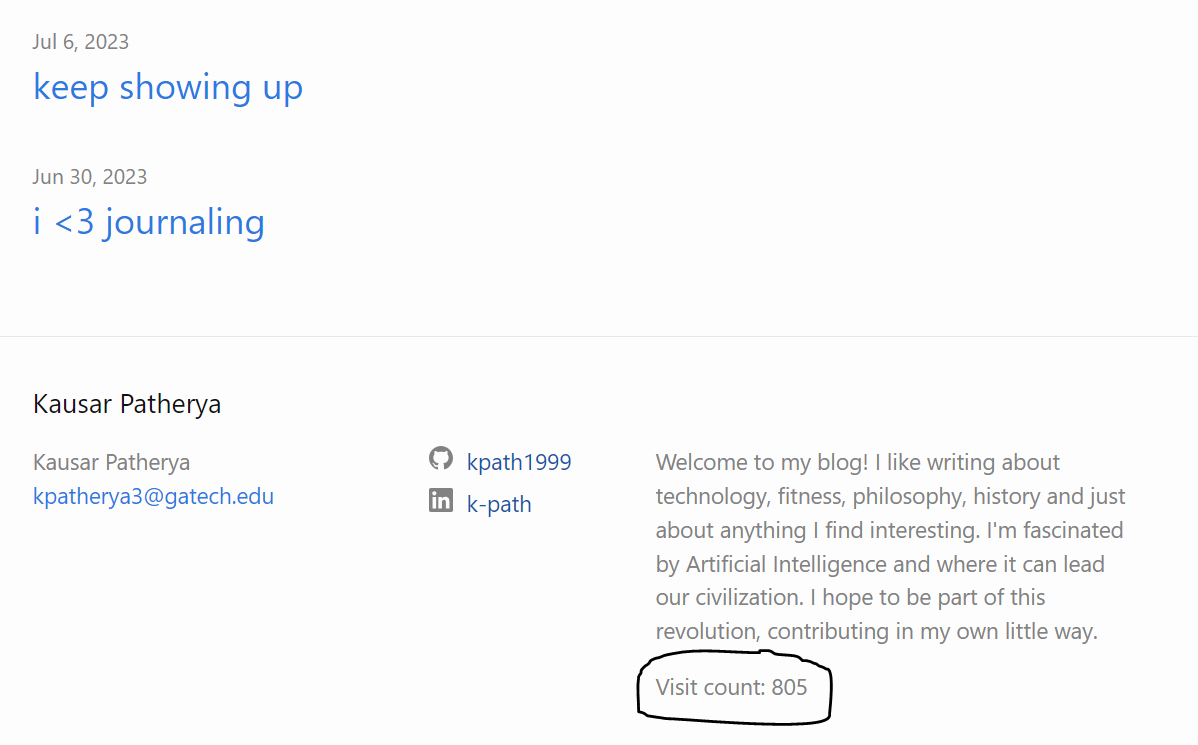 Jul 6, 2023
keep showing up
Jun 30, 2023
i <3 journaling
Kausar Patherya
Kausar Patherya
kpatherya3@gatech.edu
kpath1999
k-path
Welcome to my blog! I like writing about
technology, fitness, philosophy, history and just
about anything I find interesting. I'm fascinated
by Artificial Intelligence and where it can lead
our civilization. I hope to be part of this
revolution, contributing in my own little way.
Visit count: 805